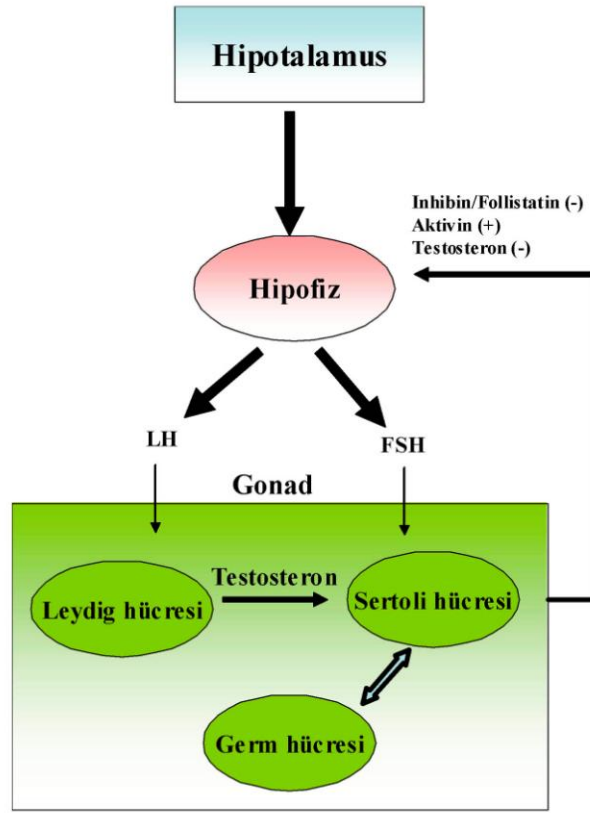 Hipotalamus
Inhibin/Follistatin (-)
Aktivin (+)
Testosteron (-)
Hipofiz
LH
FSH
Gonad
Testosteron
Leydig hücresi
Sertoli hücresi
Germ hücresi